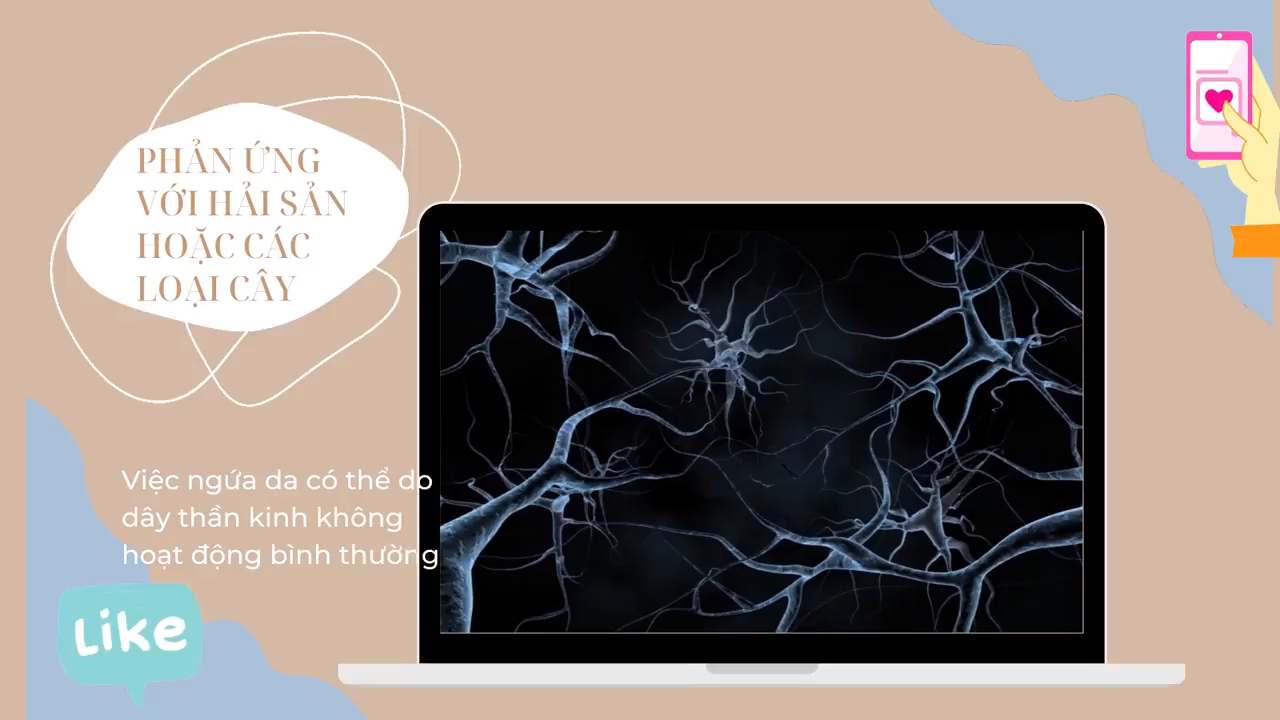 PHẢN ỨNG
VỚI HẢI SẢN
HOẶC CÁC
LOẠI CÂY
Việc ngứa da có thể do
dây thần kinh không
hoạt động bình thường
Like